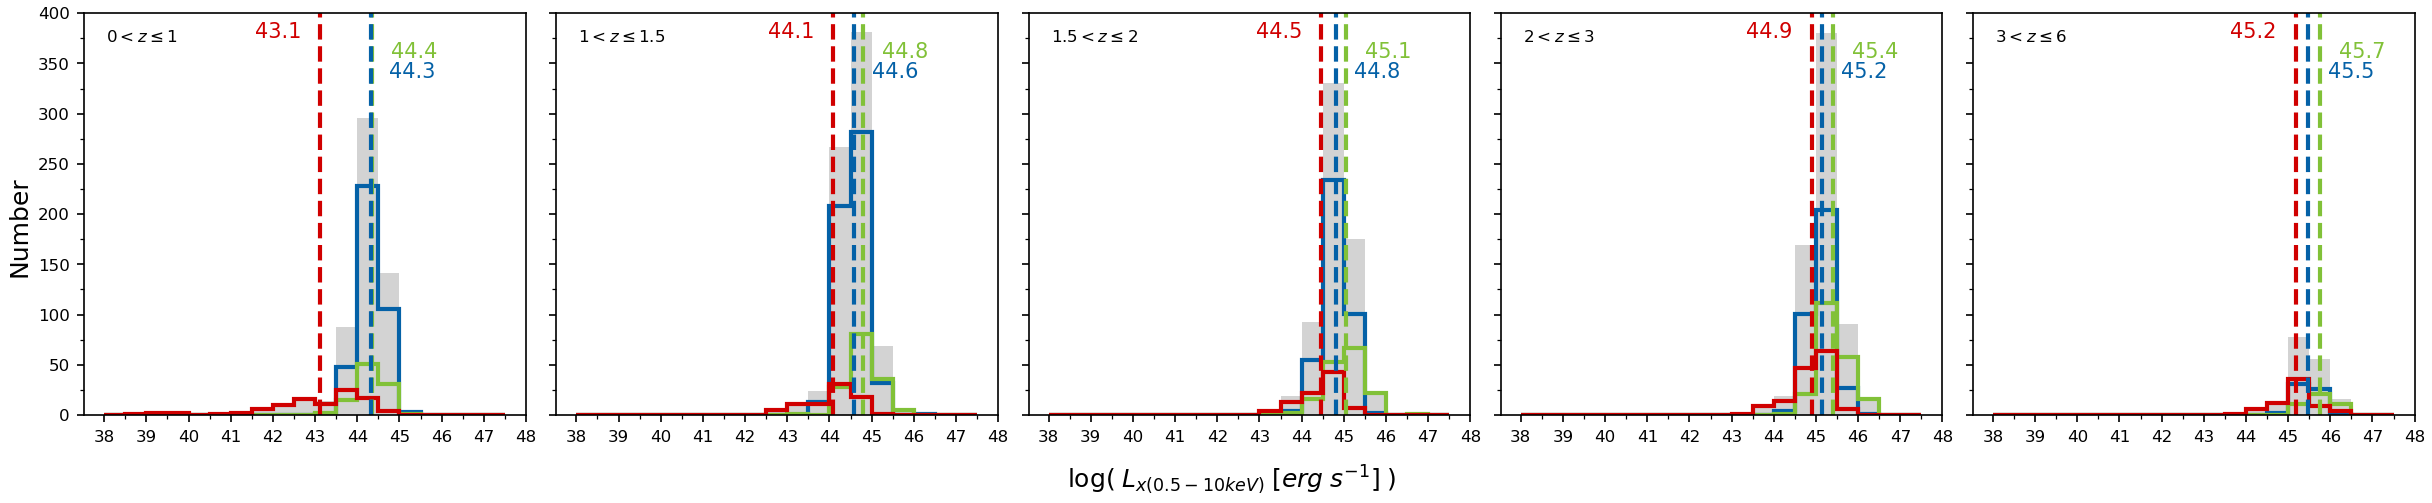 0 < z ≤ 1
43.1
44.4
44.3
1 < z ≤ 1.5
44.1
44.8
44.6
1.5 < z ≤ 2
44.5
45.1
44.8
2 < z ≤ 3
44.9
45.4
45.2
3 < z ≤ 6
45.2
45.7
45.5
Number
400
350
300
250
200
150
100
50
0
38 39 40 41 42 43 44 45 46 47 48
38 39 40 41 42 43 44 45 46 47 48
38 39 40 41 42 43 44 45 46 47 48
38 39 40 41 42 43 44 45 46 47 48
38 39 40 41 42 43 44 45 46 47 48
log( L_{x(0.5−10keV)} [erg s^{−1}] )